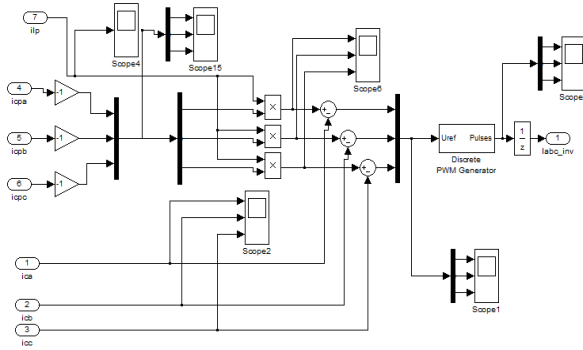 7
ilp
Scope4
Scope15
Scope6
Scope
4
icpa
-1
5
icpb
-1
6
icpc
-1
×
×
×
+
−
+
−
+
−
Uref Pulses
Discrete
PWM Generator
1
z
1
Iabc_inv
Scope2
1
ica
2
icb
3
icc
Scope1